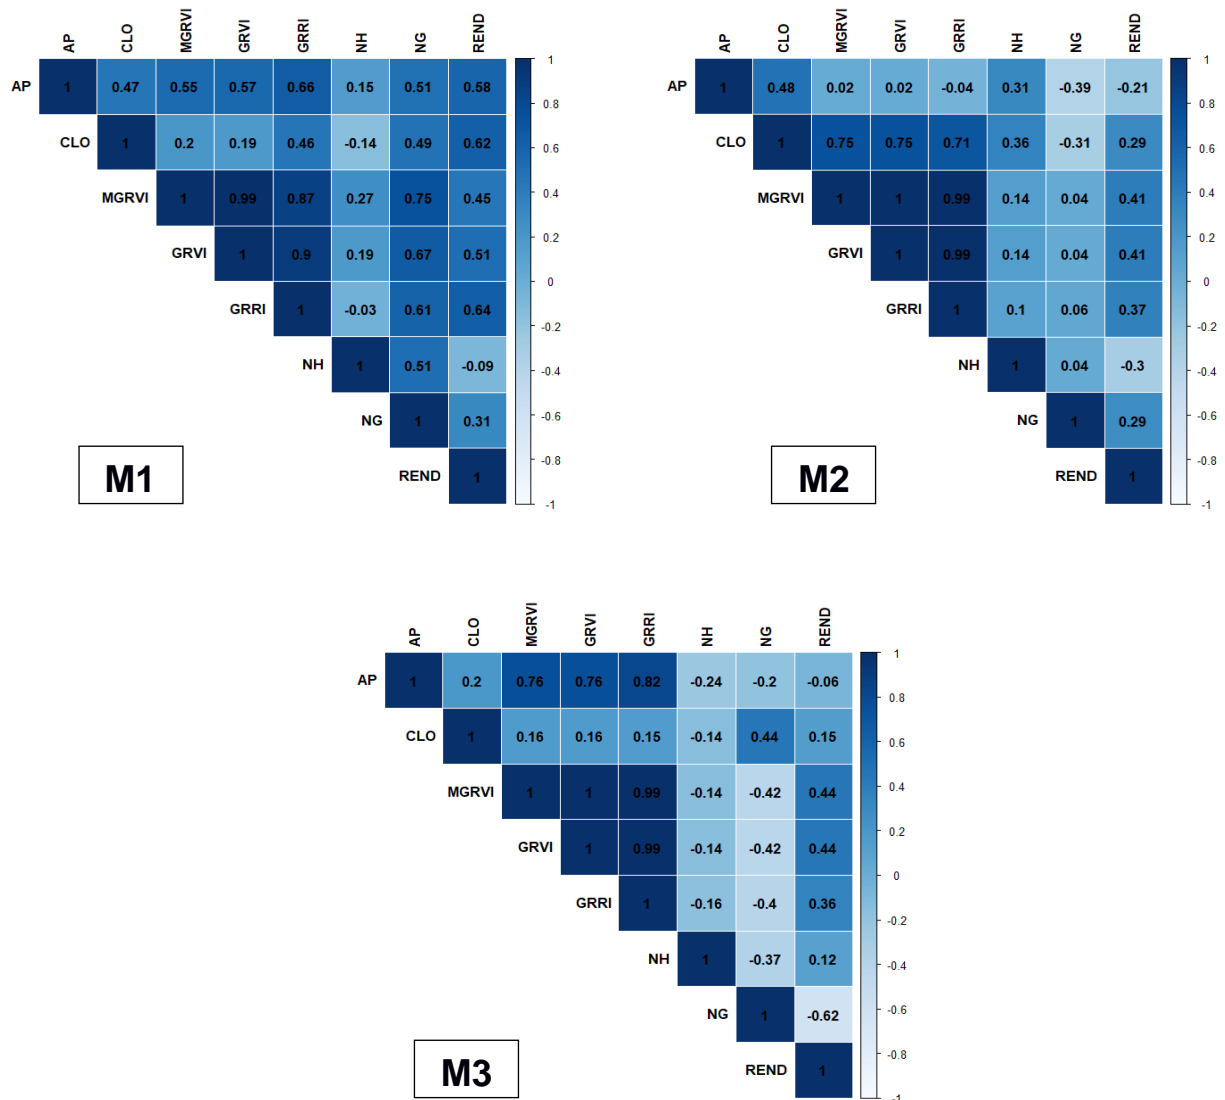 AP CLO MGRVI GRVI GRRI NH NG REND
AP 1 0.47 0.55 0.57 0.66 0.15 0.51 0.58
CLO 1 0.2 0.19 0.46 -0.14 0.49 0.62
MGRVI 1 0.99 0.87 0.27 0.75 0.45
GRVI 1 0.9 0.19 0.67 0.51
GRRI 1 -0.03 0.61 0.64
NH 1 0.51 -0.09
NG 1 0.31
REND 1
1
0.8
0.6
0.4
0.2
0
-0.2
-0.4
-0.6
-0.8
-1
M1
AP CLO MGRVI GRVI GRRI NH NG REND
AP 1 0.48 0.02 0.02 -0.04 0.31 -0.39 -0.21
CLO 1 0.75 0.75 0.71 0.36 -0.31 0.29
MGRVI 1 1 0.99 0.14 0.04 0.41
GRVI 1 0.99 0.14 0.04 0.41
GRRI 1 0.1 0.06 0.37
NH 1 0.04 -0.3
NG 1 0.29
REND 1
1
0.8
0.6
0.4
0.2
0
-0.2
-0.4
-0.6
-0.8
-1
M2
AP CLO MGRVI GRVI GRRI NH NG REND
AP 1 0.2 0.76 0.76 0.82 -0.24 -0.2 -0.06
CLO 1 0.16 0.16 0.15 -0.14 0.44 0.15
MGRVI 1 1 0.99 -0.14 -0.42 0.44
GRVI 1 0.99 -0.14 -0.42 0.44
GRRI 1 -0.16 -0.4 0.36
NH 1 -0.37 0.12
NG 1 -0.62
REND 1
1
0.8
0.6
0.4
0.2
0
-0.2
-0.4
-0.6
-0.8
-1
M3